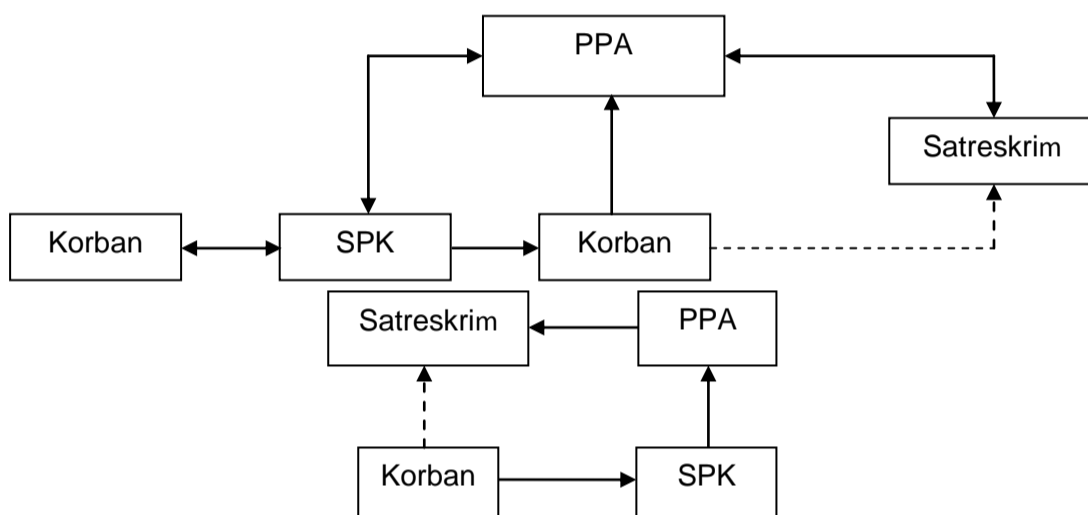 PPA
Satreskrim
Korban
SPK
Korban
Satreskrim
PPA
Korban
SPK